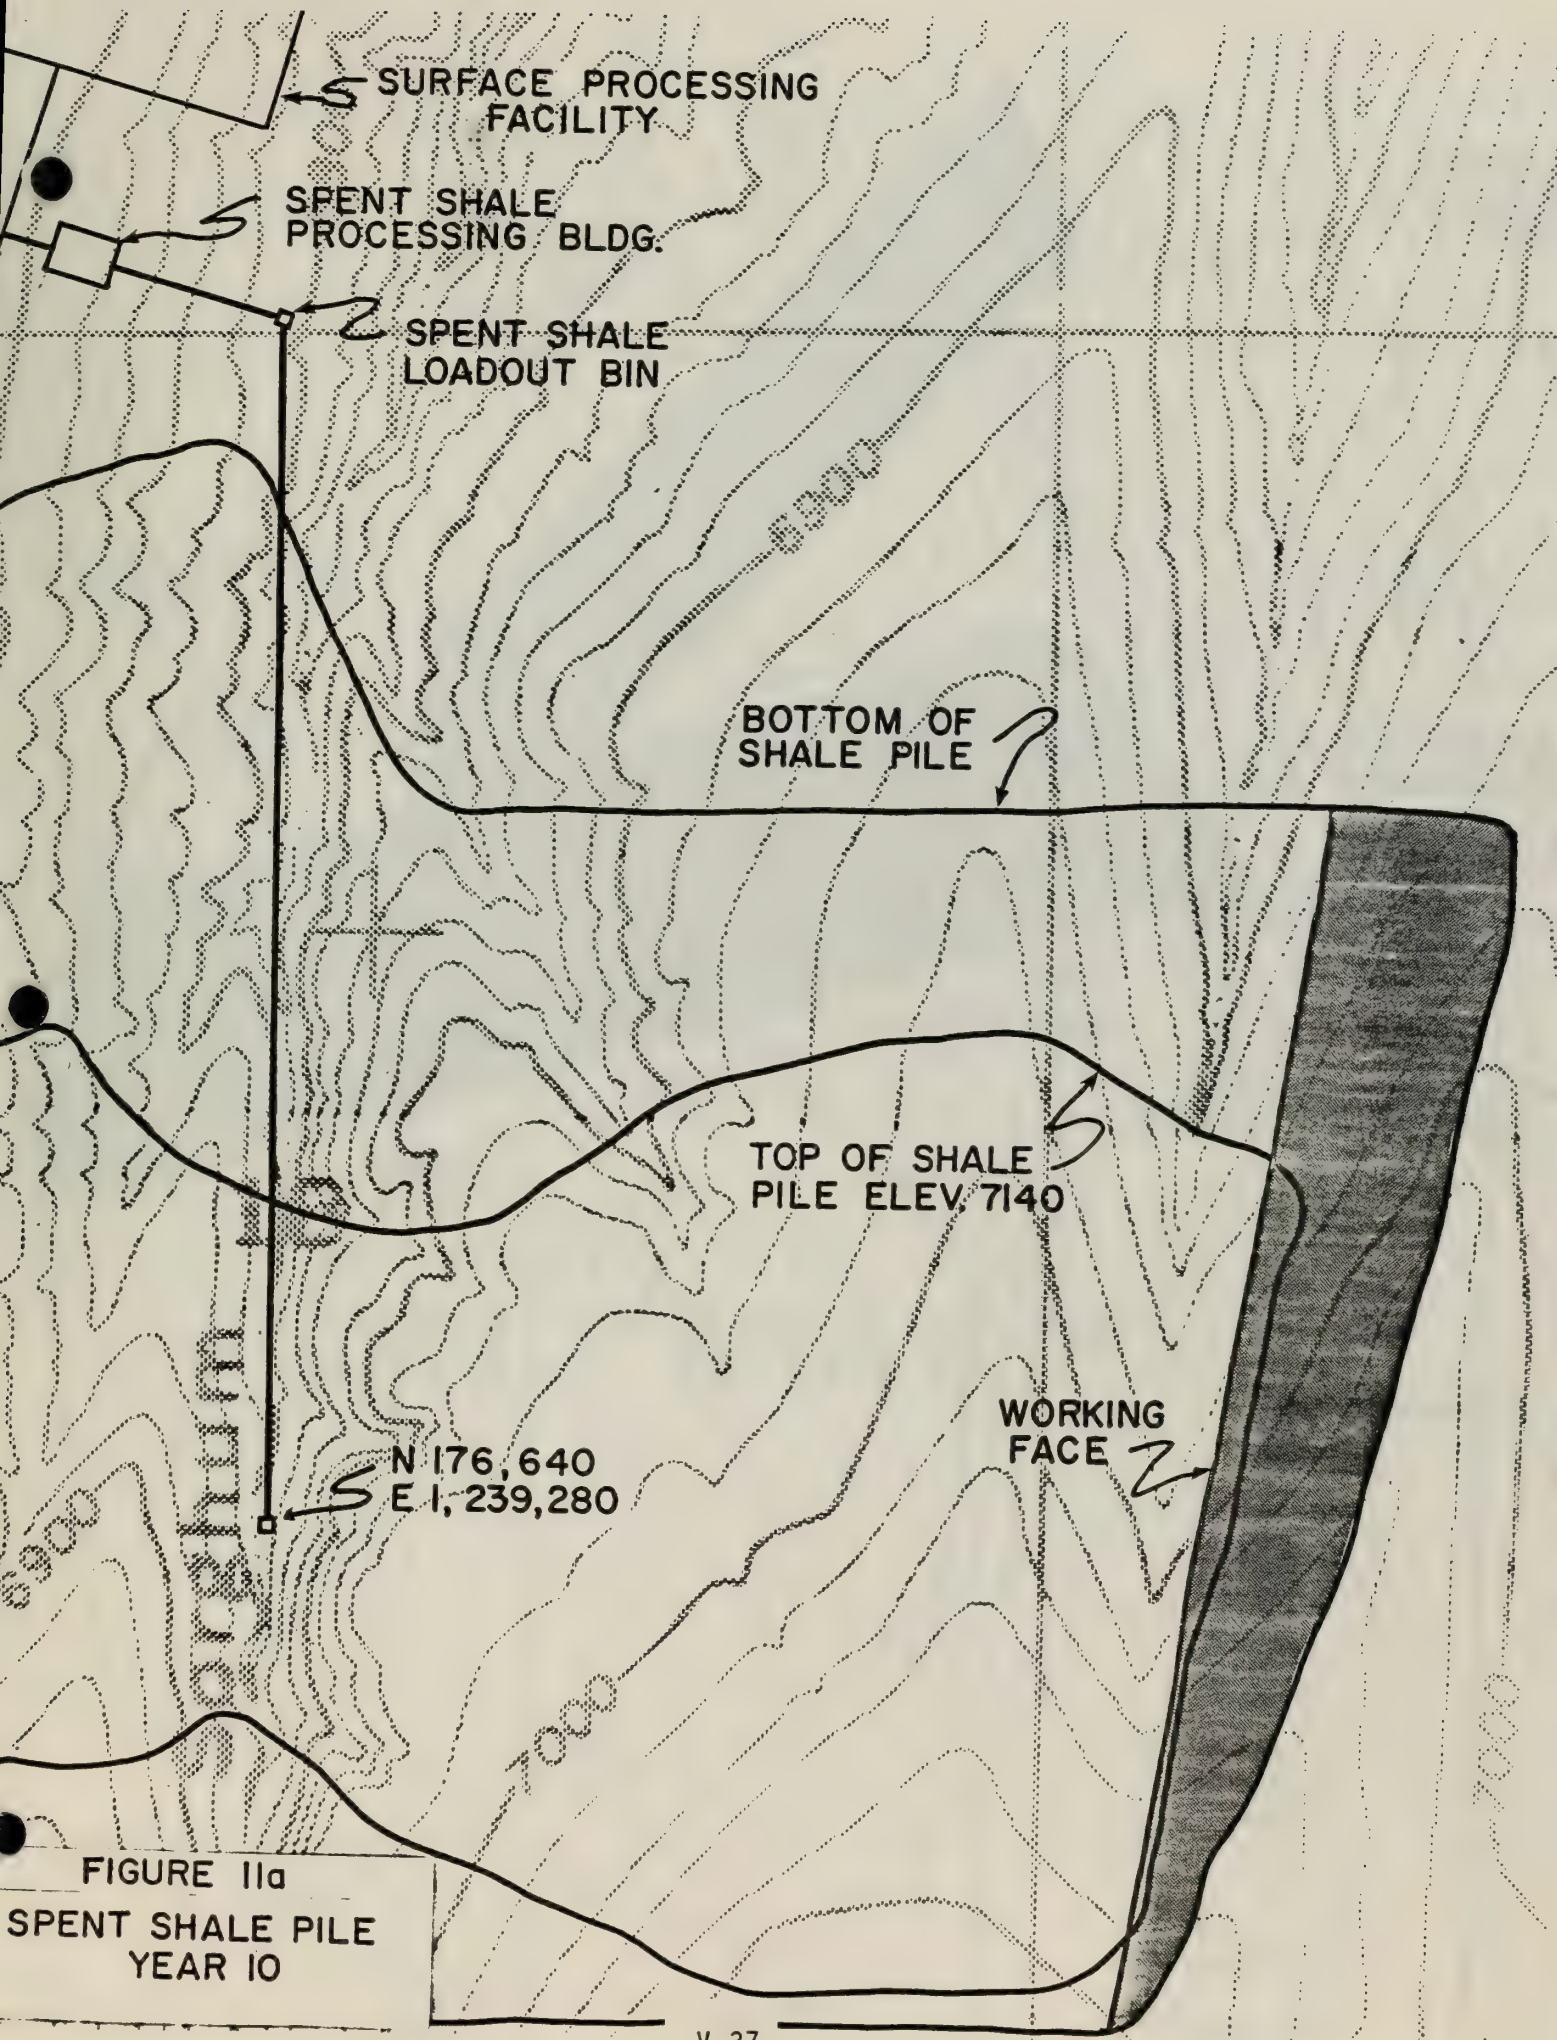 SURFACE PROCESSING
FACILITY
SPENT SHALE
PROCESSING BLDG.
SPENT SHALE
LOADOUT BIN
6900
BOTTOM OF
SHALE PILE
TOP OF SHALE
PILE ELEV. 7140
WORKING
FACE
N 176,640
E 1,239,280
6900
7000
7000
FIGURE 11a
SPENT SHALE PILE
YEAR 10